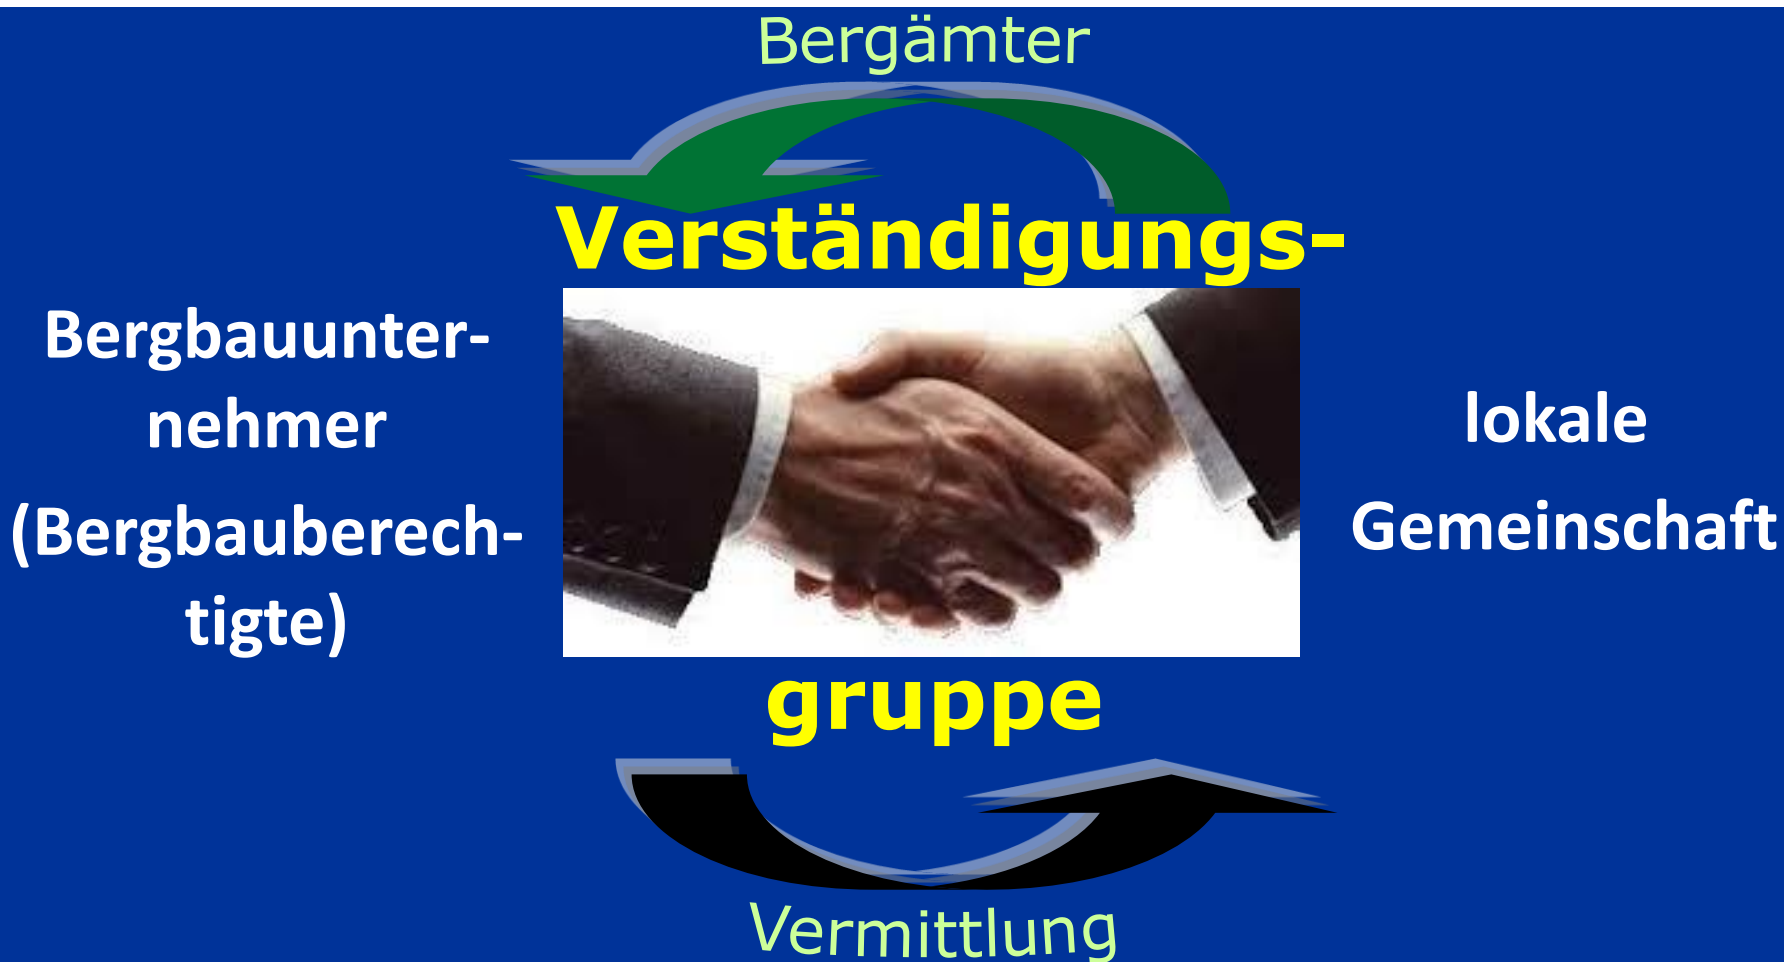 Bergämter
Verständigungs-
gruppe
Bergbauunter-
nehmer
(Bergbauberech-
tigte)
lokale
Gemeinschaft
Vermittlung